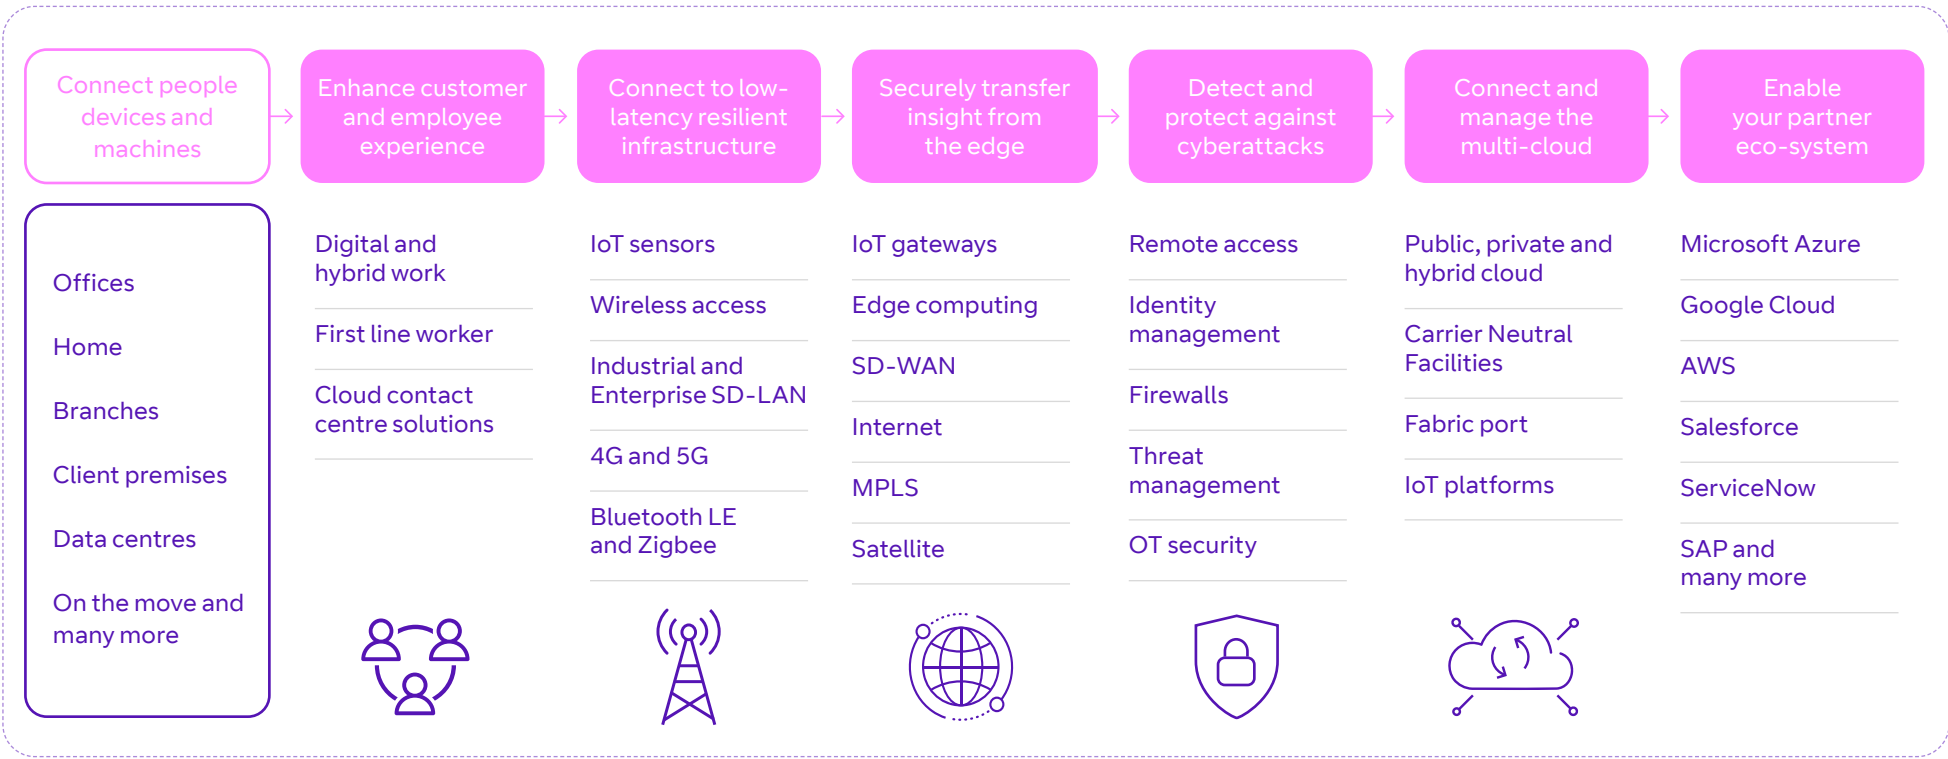 Connect people
devices and
machines
Enhance customer
and employee
experience
Connect to low-
latency resilient
infrastructure
Securely transfer
insight from
the edge
Detect and
protect against
cyberattacks
Connect and
manage the
multi-cloud
Enable
your partner
eco-system
Offices
Home
Branches
Client premises
Data centres
On the move and
many more
Digital and
hybrid work
First line worker
Cloud contact
centre solutions
IoT sensors
Wireless access
Industrial and
Enterprise SD-LAN
4G and 5G
Bluetooth LE
and Zigbee
IoT gateways
Edge computing
SD-WAN
Internet
MPLS
Satellite
Remote access
Identity
management
Firewalls
Threat
management
OT security
Public, private and
hybrid cloud
Carrier Neutral
Facilities
Fabric port
IoT platforms
Microsoft Azure
Google Cloud
AWS
Salesforce
ServiceNow
SAP and
many more